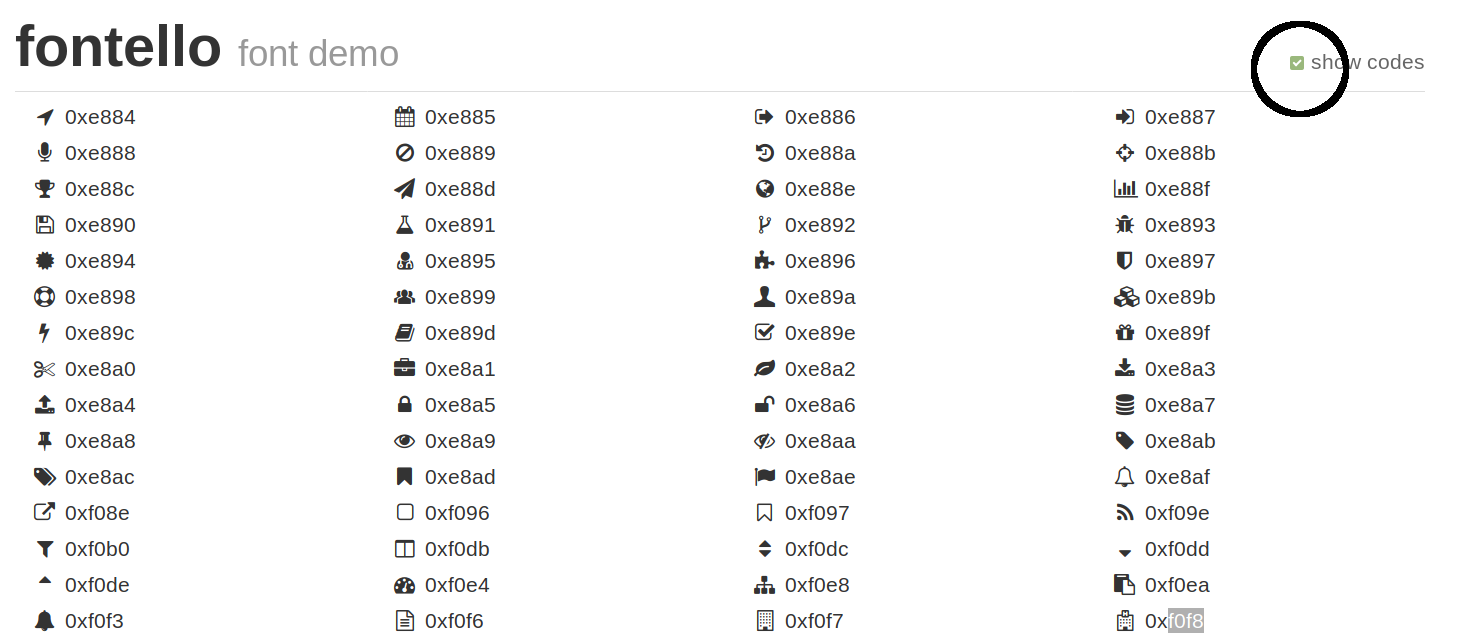 fontello font demo
show codes
0xe884 0xe885 0xe886 0xe887
0xe888 0xe889 0xe88a 0xe88b
0xe88c 0xe88d 0xe88e 0xe88f
0xe890 0xe891 0xe892 0xe893
0xe894 0xe895 0xe896 0xe897
0xe898 0xe899 0xe89a 0xe89b
0xe89c 0xe89d 0xe89e 0xe89f
0xe8a0 0xe8a1 0xe8a2 0xe8a3
0xe8a4 0xe8a5 0xe8a6 0xe8a7
0xe8a8 0xe8a9 0xe8aa 0xe8ab
0xe8ac 0xe8ad 0xe8ae 0xe8af
0xf08e 0xf096 0xf097 0xf09e
0xf0b0 0xf0db 0xf0dc 0xf0dd
0xf0de 0xf0e4 0xf0e8 0xf0ea
0xf0f3 0xf0f6 0xf0f7 0xf0f8